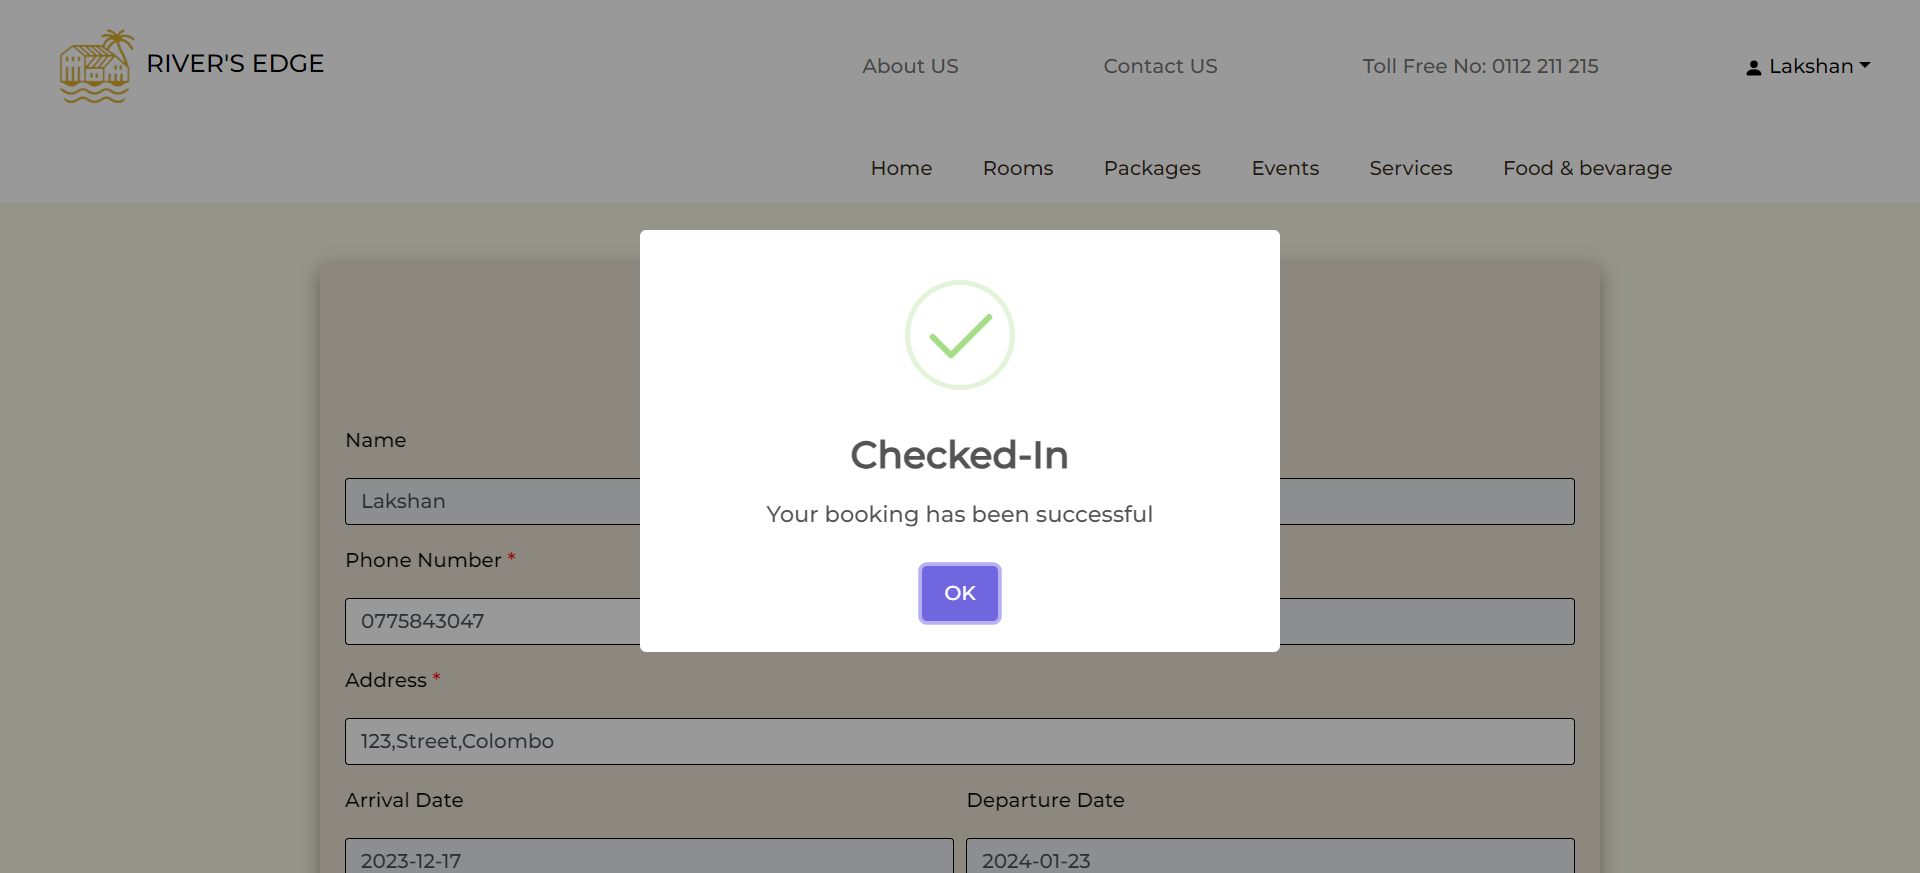 RIVER'S EDGE
About US
Contact US
Toll Free No: 0112 211 215
Lakshan
Home
Rooms
Packages
Events
Services
Food & bevarage
Checked-In
Your booking has been successful
OK
Name
Lakshan
Phone Number *
0775843047
Address *
123,Street,Colombo
Arrival Date
Departure Date
2023-12-17
2024-01-23